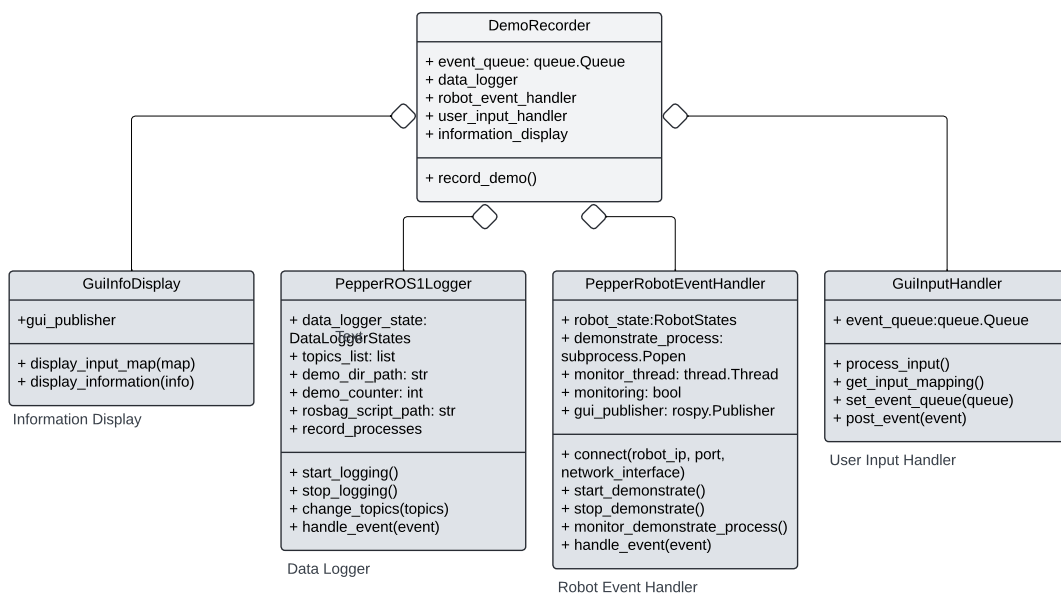 DemoRecorder
+ event_queue: queue.Queue
+ data_logger
+ robot_event_handler
+ user_input_handler
+ information_display
+ record_demo()
GuiInfoDisplay
+gui_publisher
+ display_input_map(map)
+ display_information(info)
Information Display
PepperROS1Logger
+ data_logger_state:
DataLoggerStates
Text
+ topics_list: list
+ demo_dir_path: str
+ demo_counter: int
+ rosbag_script_path: str
+ record_processes
+ start_logging()
+ stop_logging()
+ change_topics(topics)
+ handle_event(event)
Data Logger
PepperRobotEventHandler
+ robot_state:RobotStates
+ demonstrate_process:
subprocess.Popen
+ monitor_thread: thread.Thread
+ monitoring: bool
+ gui_publisher: rospy.Publisher
+ connect(robot_ip, port,
network_interface)
+ start_demonstrate()
+ stop_demonstrate()
+ monitor_demonstrate_process()
+ handle_event(event)
Robot Event Handler
GuiInputHandler
+ event_queue:queue.Queue
+ process_input()
+ get_input_mapping()
+ set_event_queue(queue)
+ post_event(event)
User Input Handler